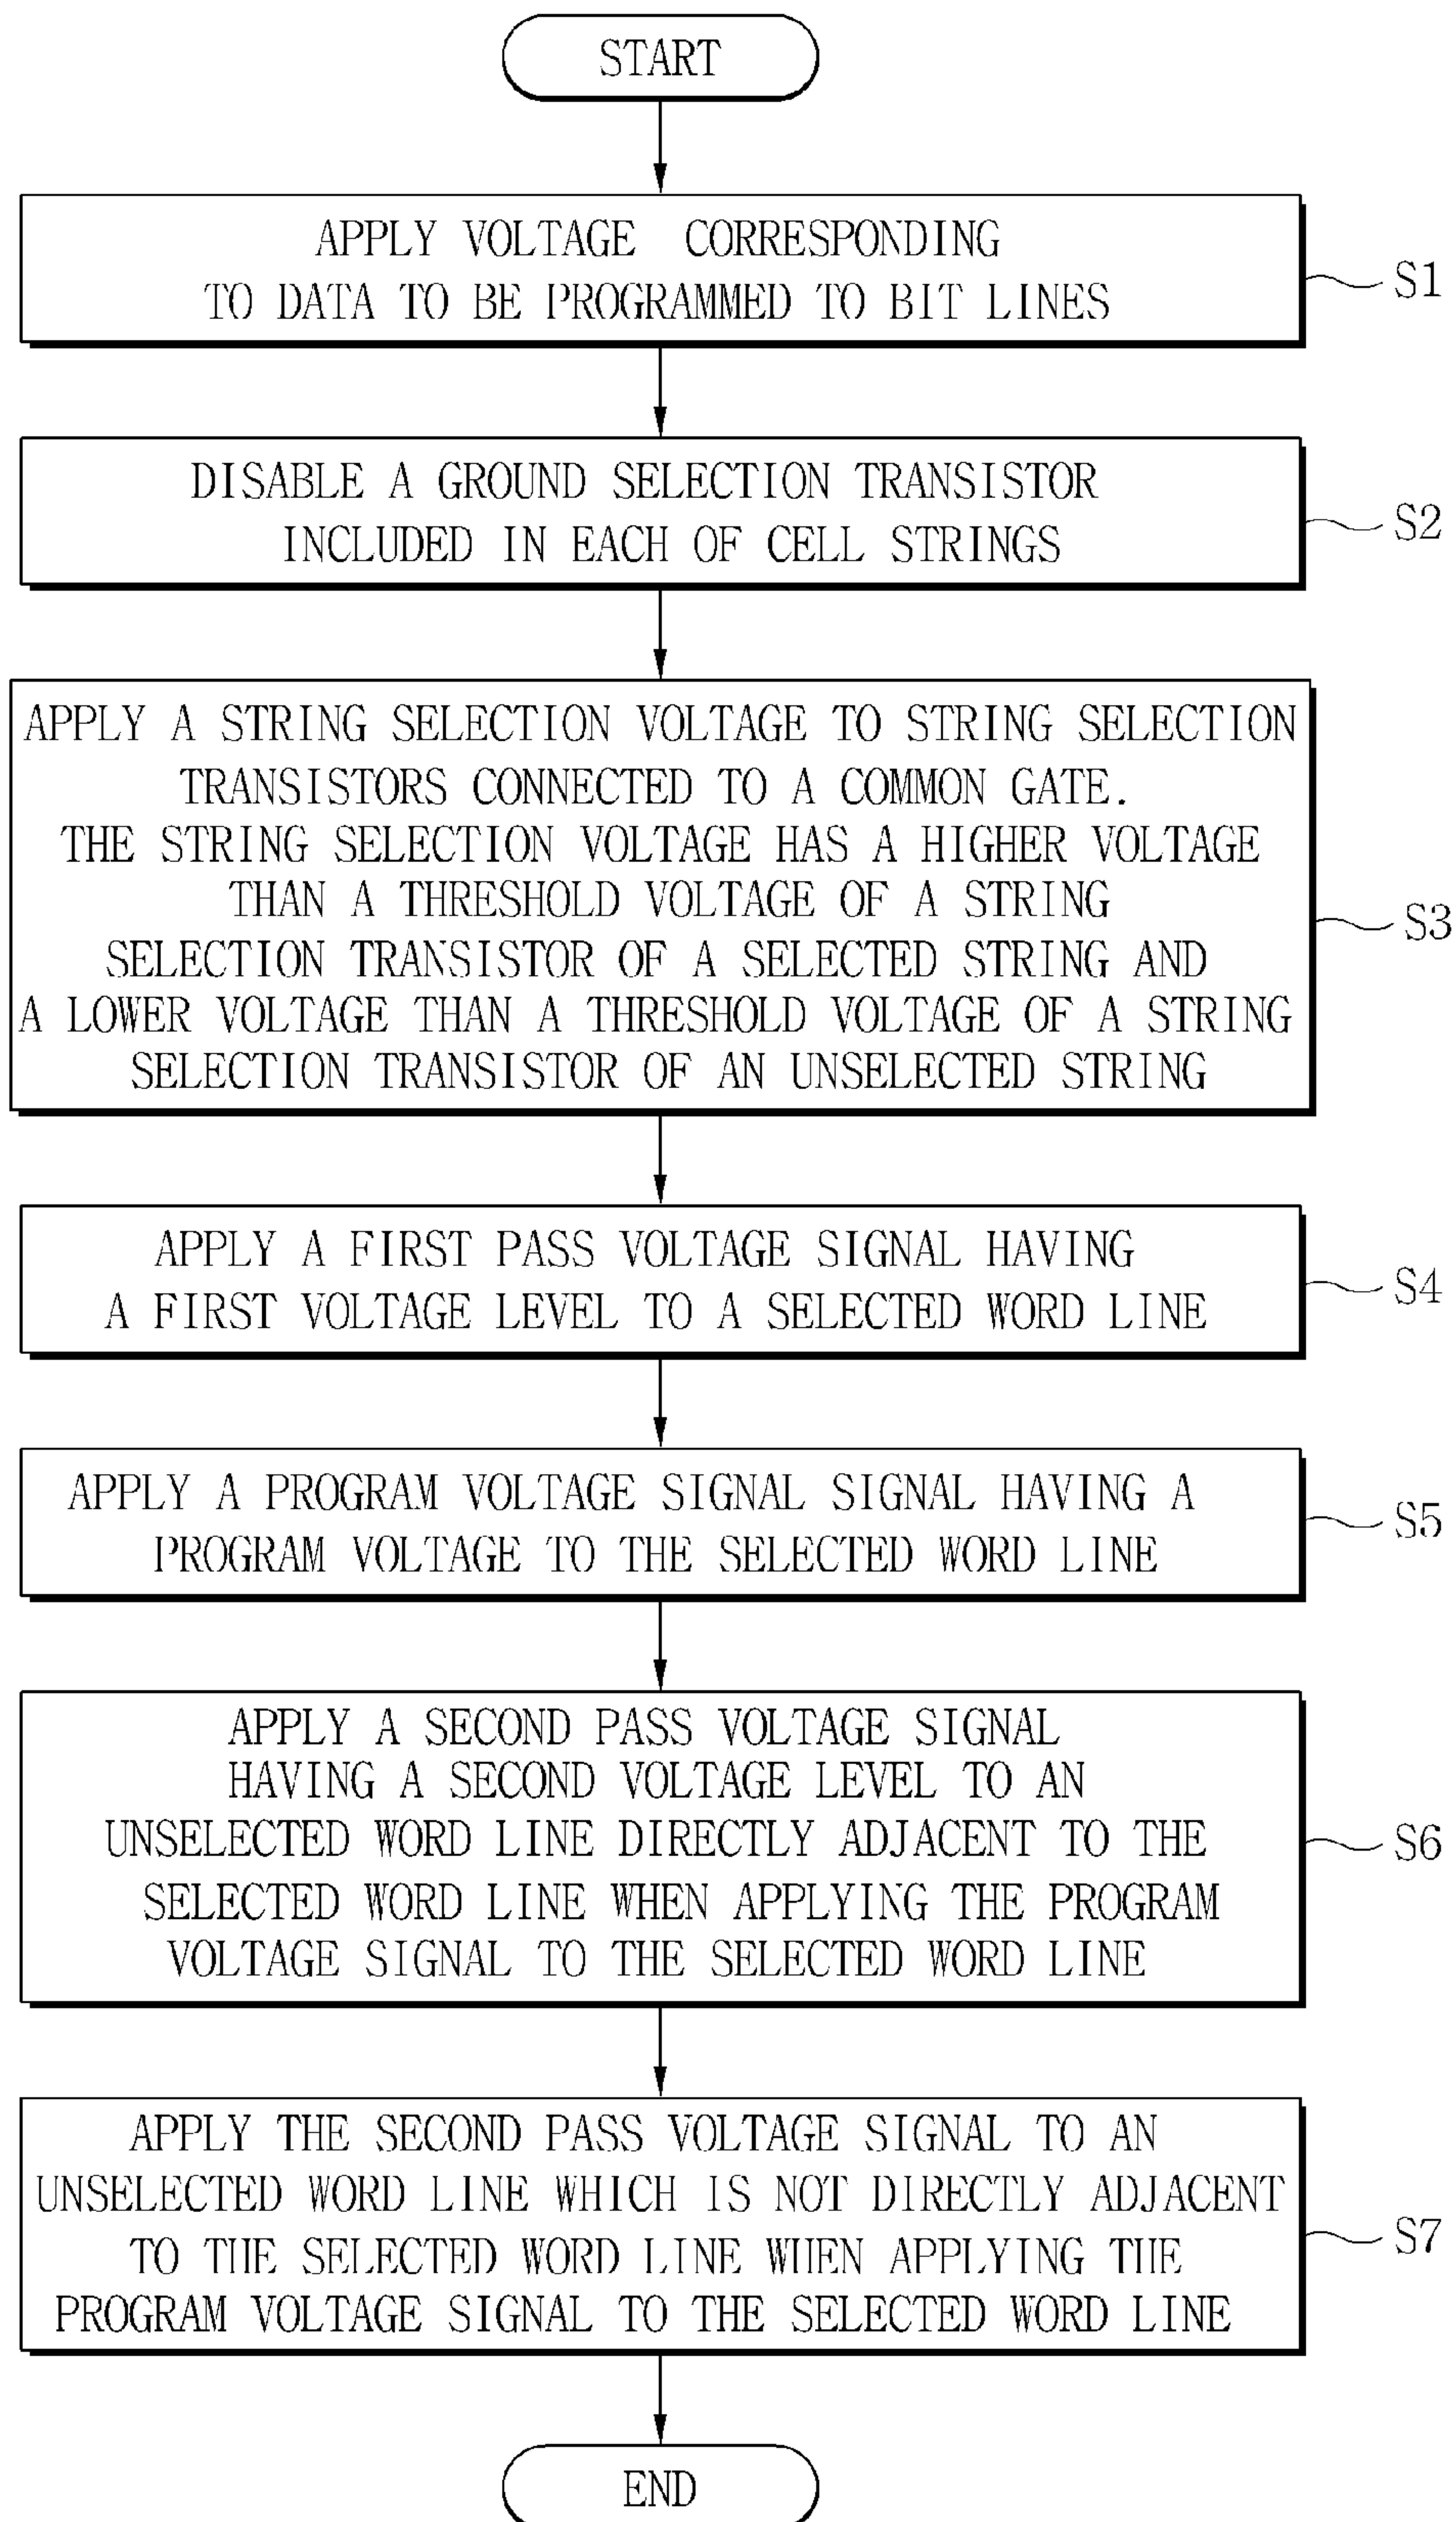 START
APPLY VOLTAGE CORRESPONDING
TO DATA TO BE PROGRAMMED TO BIT LINES
S1
DISABLE A GROUND SELECTION TRANSISTOR
INCLUDED IN EACH OF CELL STRINGS
S2
APPLY A STRING SELECTION VOLTAGE TO STRING SELECTION
TRANSISTORS CONNECTED TO A COMMON GATE.
THE STRING SELECTION VOLTAGE HAS A HIGHER VOLTAGE
THAN A THRESHOLD VOLTAGE OF A STRING
SELECTION TRANSISTOR OF A SELECTED STRING AND
A LOWER VOLTAGE THAN A THRESHOLD VOLTAGE OF A STRING
SELECTION TRANSISTOR OF AN UNSELECTED STRING
S3
APPLY A FIRST PASS VOLTAGE SIGNAL HAVING
A FIRST VOLTAGE LEVEL TO A SELECTED WORD LINE
S4
APPLY A PROGRAM VOLTAGE SIGNAL SIGNAL HAVING A
PROGRAM VOLTAGE TO THE SELECTED WORD LINE
S5
APPLY A SECOND PASS VOLTAGE SIGNAL
HAVING A SECOND VOLTAGE LEVEL TO AN
UNSELECTED WORD LINE DIRECTLY ADJACENT TO THE
SELECTED WORD LINE WHEN APPLYING THE PROGRAM
VOLTAGE SIGNAL TO THE SELECTED WORD LINE
S6
APPLY THE SECOND PASS VOLTAGE SIGNAL TO AN
UNSELECTED WORD LINE WHICH IS NOT DIRECTLY ADJACENT
TO THE SELECTED WORD LINE WHEN APPLYING THE
PROGRAM VOLTAGE SIGNAL TO THE SELECTED WORD LINE
S7
END